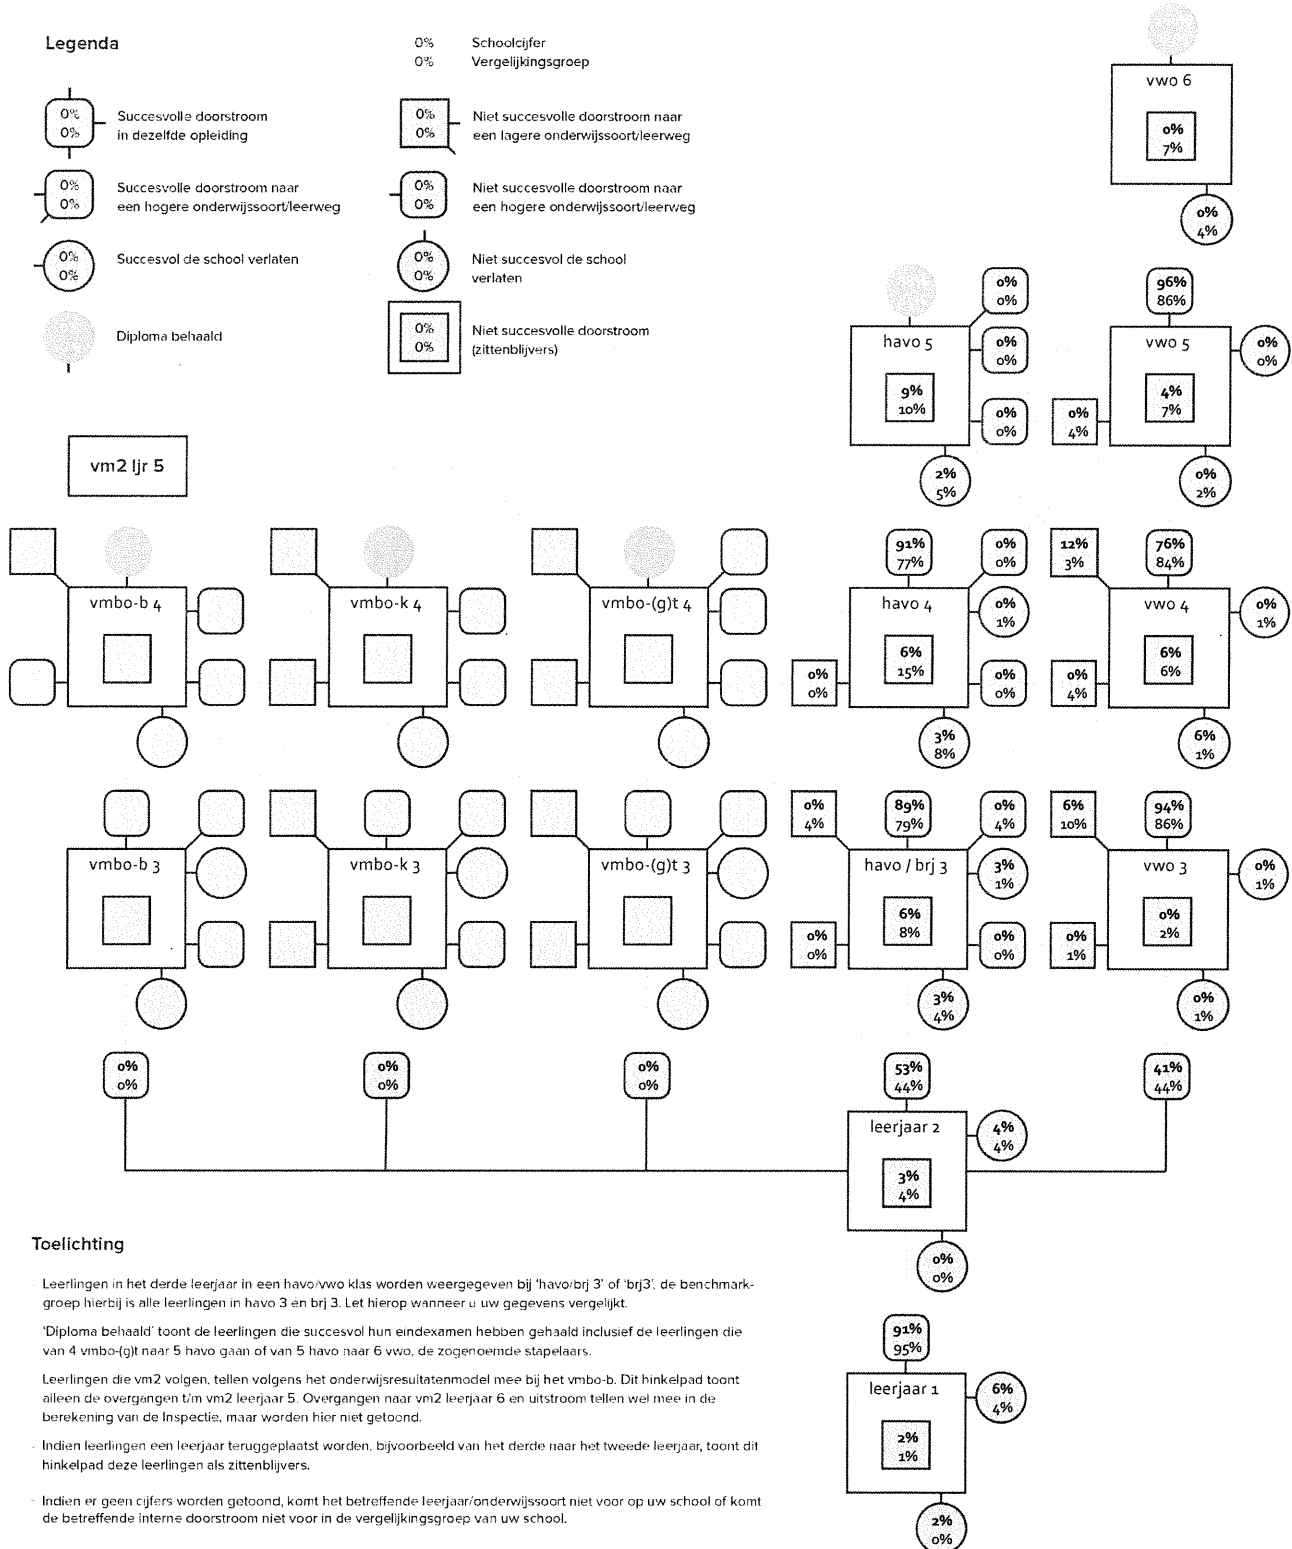 Legenda
0% Schoolcijfer
0% Vergelijkingsgroep
0%
0%
Succesvolle doorstroom
in dezelfde opleiding
0%
0%
Niet succesvolle doorstroom naar
een lagere onderwijssoort/leerweg
0%
0%
Succesvolle doorstroom naar
een hogere onderwijssoort/leerweg
0%
0%
Niet succesvolle doorstroom naar
een hogere onderwijssoort/leerweg
0%
0%
Succesvol de school verlaten
0%
0%
Niet succesvol de school
verlaten
Diploma behaald
0%
0%
Niet succesvolle doorstroom
(zittenblijvers)
vwo 6
0%
7%
0%
4%
havo 5
0%
0%
0%
0%
9%
10%
0%
0%
2%
5%
96%
86%
vwo 5
0%
0%
4%
7%
0%
4%
0%
2%
vm2 ljr 5
vmbo-b 4
vmbo-k 4
vmbo-(g)t 4
91%
77%
0%
0%
havo 4
0%
1%
6%
15%
0%
0%
0%
0%
3%
8%
12%
3%
76%
84%
vwo 4
0%
1%
6%
6%
0%
4%
6%
1%
vmbo-b 3
vmbo-k 3
vmbo-(g)t 3
0%
4%
89%
79%
0%
4%
havo / brj 3
3%
1%
6%
8%
0%
0%
0%
0%
3%
4%
6%
10%
94%
86%
vwo 3
0%
1%
0%
2%
0%
1%
0%
1%
0%
0%
0%
0%
0%
0%
53%
44%
41%
44%
leerjaar 2
4%
4%
3%
4%
0%
0%
91%
95%
leerjaar 1
6%
4%
2%
1%
2%
0%
Toelichting
Leerlingen in het derde leerjaar in een havo/vwo klas worden weergegeven bij 'havo/brj 3' of 'brj3', de benchmark-
groep hierbij is alle leerlingen in havo 3 en brj 3. Let hierop wanneer u uw gegevens vergelijkt.
'Diploma behaald' toont de leerlingen die succesvol hun eindexamen hebben gehaald inclusief de leerlingen die
van 4 vmbo-(g)t naar 5 havo gaan of van 5 havo naar 6 vwo, de zogenoemde stapelaars.
Leerlingen die vm2 volgen, tellen volgens het onderwijsresultatenmodel mee bij het vmbo-b. Dit hinkelpad toont
alleen de overgangen t/m vm2 leerjaar 5. Overgangen naar vm2 leerjaar 6 en uitstroom tellen wel mee in de
berekening van de Inspectie, maar worden hier niet getoond.
- Indien leerlingen een leerjaar teruggeplaatst worden, bijvoorbeeld van het derde naar het tweede leerjaar, toont dit
hinkelpad deze leerlingen als zittenblijvers.
- Indien er geen cijfers worden getoond, komt het betreffende leerjaar/onderwijssoort niet voor op uw school of komt
de betreffende interne doorstroom niet voor in de vergelijkingsgroep van uw school.